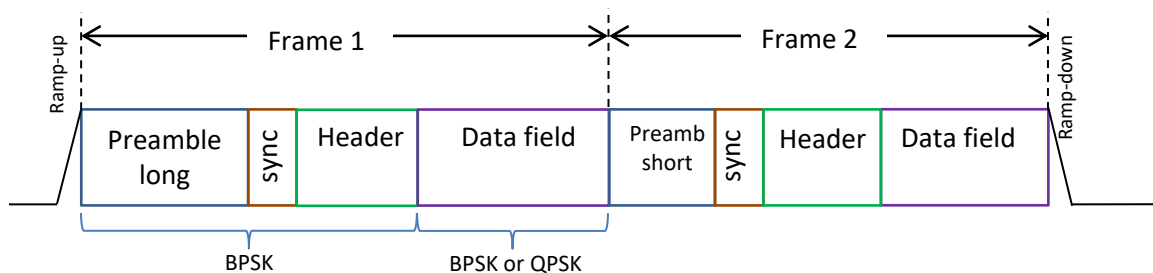 Frame 1
Frame 2
Ramp-up
Ramp-down
Preamble
long
sync
Header
Data field
Preamb
short
sync
Header
Data field
BPSK
BPSK or QPSK